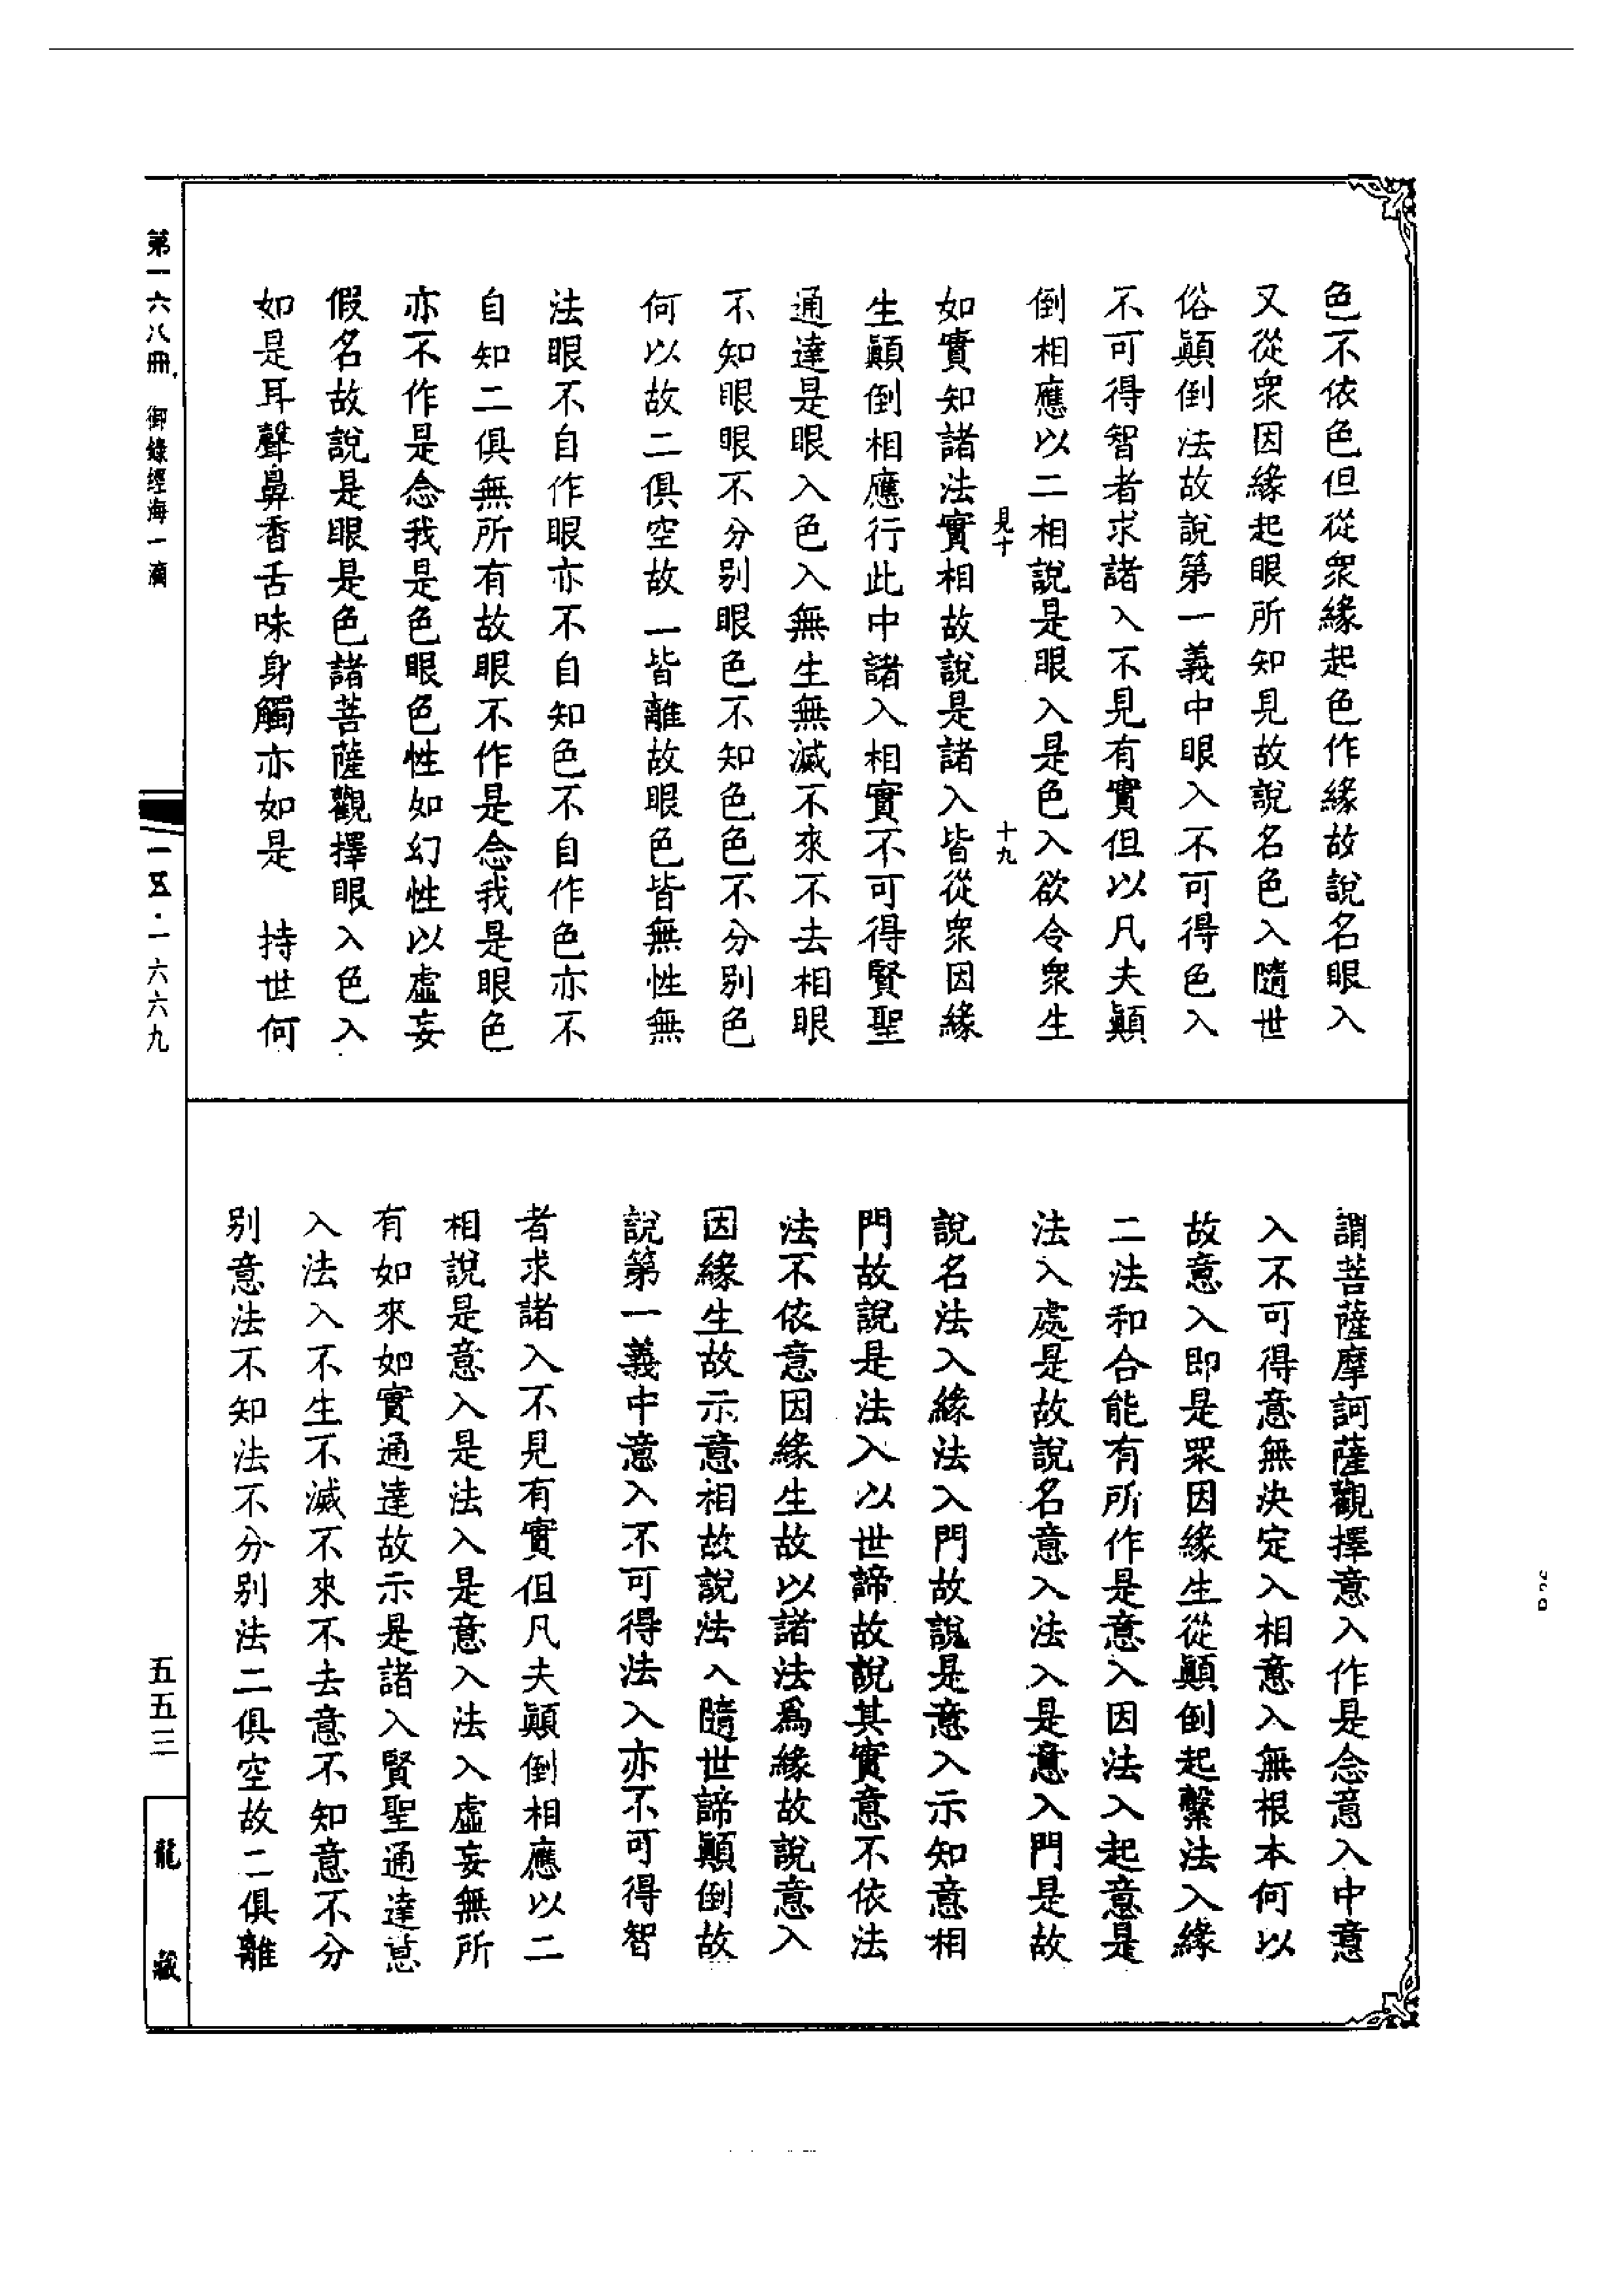 色不依色但從衆緣起色作緣故說名眼入
又從衆因緣起眼所知見故說名色入隨世
俗顚倒法故說第一義中眼入不可得色入
不可得智者求諸入不見有實但以凡夫顚
倒相應以二相說是眼入是色入欲令衆生
見十
十九
如實知諸法實相故說是諸入皆從衆因緣
生顚倒相應行此中諸入相實不可得賢聖
通達是眼入色入無生無滅不來不去相眼
不知眼眼不分別眼色不知色色不分別色
何以故二俱空故一皆離故眼色皆無性無
法眼不自作眼亦不自知色不自作色亦不
自知二俱無所有故眼不作是念我是眼色
亦不作是念我是色眼色性如幻性以虛妄
假名故說是眼是色諸菩薩觀擇眼入色入
如是耳聲鼻香舌味身觸亦如是　持世何
謂菩薩摩訶薩觀擇意入作是念意入中意
入不可得意無決定入相意入無根本何以
故意入即是眾因緣生從顚倒起繫法入緣
二法和合能有所作是意入因法入起意是
法入處是故說名意入法入是意入門是故
說名法入緣法入門故說是意入示知意相
門故說是法入以世諦故說其實意不依法
法不依意因緣生故以諸法爲緣故說意入
因緣生故示意相故說法入隨世諦顚倒故
說第一義中意入不可得法入亦不可得智
者求諸入不見有實但凡夫顚倒相應以二
相說是意入是法入是意入法入虛妄無所
有如來如實通達故示是諸入賢聖通達意
入法入不生不滅不來不去意不知意不分
別意法不知法不分別法二俱空故二俱離
第一六八冊　御錄經海一滴
一五·一六六九
五五三
龍藏